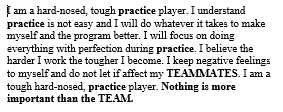 I am a hard-nosed, tough practice player. I understand
practice is not easy and I will do whatever it takes to make
myself and the program better. I will focus on doing
everything with perfection during practice. I believe the
harder I work the tougher I become. I keep negative feelings
to myself and do not let if affect my TEAMMATES. I am a
tough hard-nosed, practice player. Nothing is more
important than the TEAM.